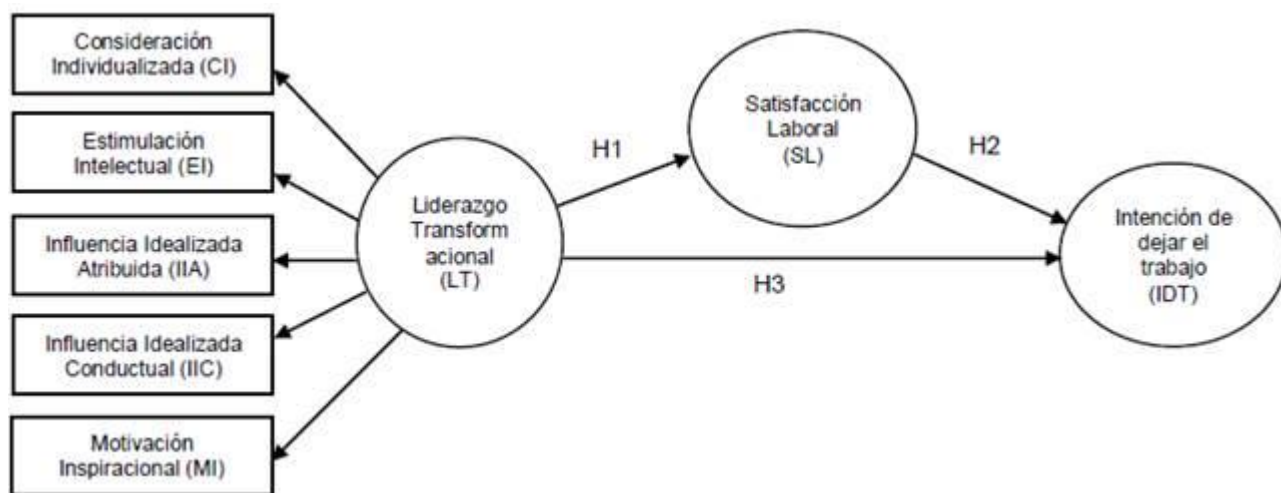 Consideración
Individualizada (CI)
Estimulación
Intelectual (EI)
Influencia Idealizada
Atribuida (IIA)
Influencia Idealizada
Conductual (IIC)
Motivación
Inspiracional (MI)
Liderazgo
Transform
acional
(LT)
H1
Satisfacción
Laboral
(SL)
H2
H3
Intención de
dejar el
trabajo
(IDT)